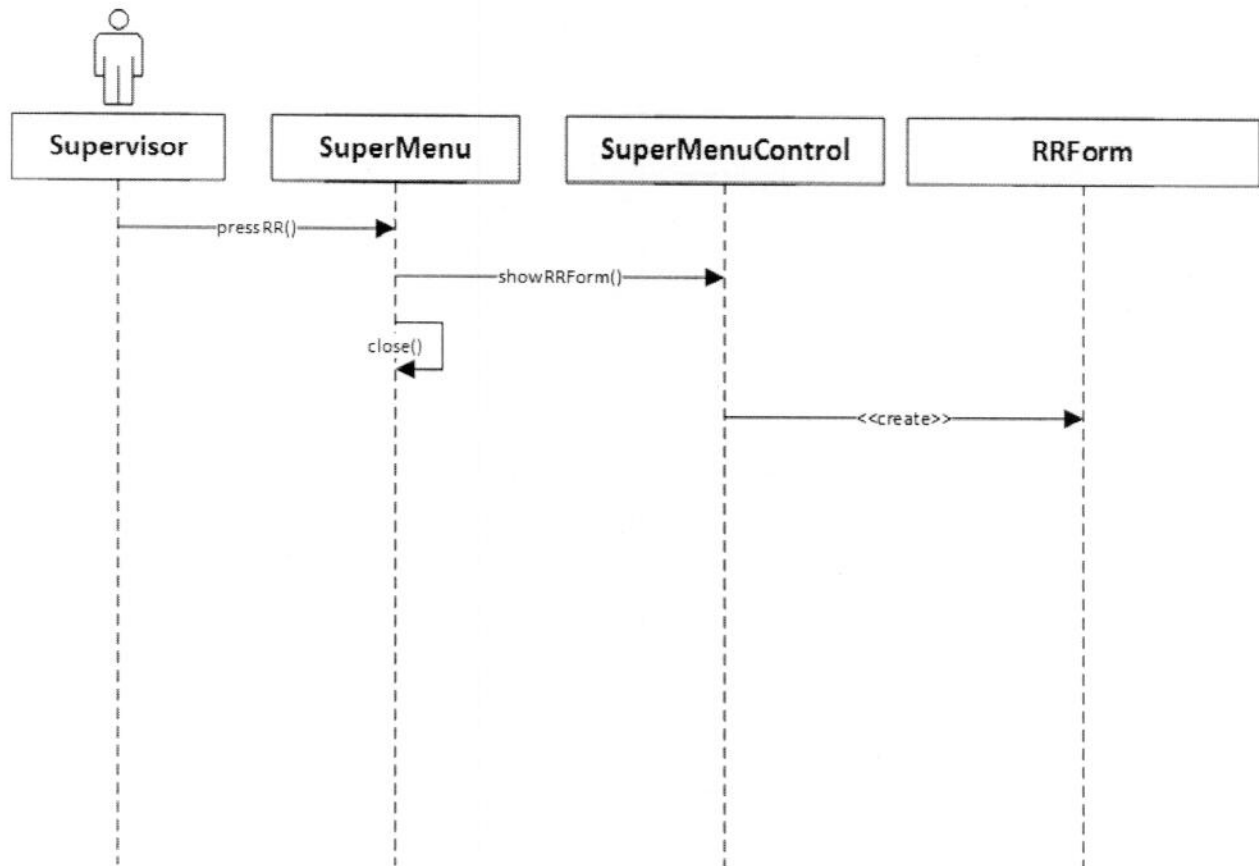 Supervisor
SuperMenu
SuperMenuControl
RRForm
pressRR()
showRRForm()
close()
<<create>>